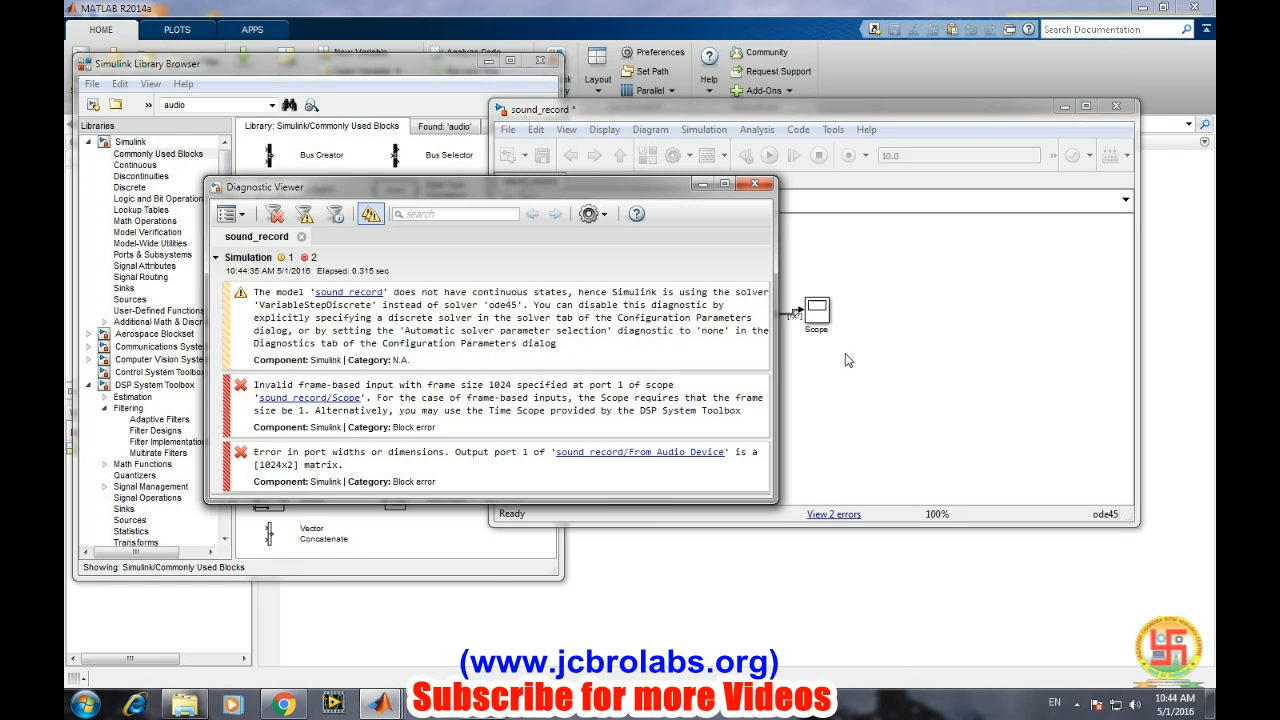 MATLAB R2014a
HOME
PLOTS
APPS
Search Documentation
New Variable
Analyze Code
Preferences
Set Path
Parallel
Layout
Help
Community
Request Support
Add-Ons
Simulink Library Browser
File Edit View Help
audio
Libraries
Library: Simulink/Commonly Used Blocks
Found: 'audio'
Simulink
Commonly Used Blocks
Continuous
Discontinuities
Discrete
Logic and Bit Operation
Lookup Tables
Math Operations
Model Verification
Model-Wide Utilities
Ports & Subsystems
Signal Attributes
Signal Routing
Sinks
Sources
User-Defined Functions
Additional Math & Discre
Aerospace Blockset
Communications System
Computer Vision System
Control System Toolbox
DSP System Toolbox
Estimation
Filtering
Adaptive Filters
Filter Designs
Filter Implementation
Multirate Filters
Math Functions
Quantizers
Signal Management
Signal Operations
Sinks
Sources
Statistics
Transforms
Bus Creator
Bus Selector
Vector
Concatenate
Showing: Simulink/Commonly Used Blocks
sound_record *
File Edit View Display Diagram Simulation Analysis Code Tools Help
10.0
Scope
Ready
View 2 errors
100%
ode45
Diagnostic Viewer
search
sound_record
Simulation 1 2
10:44:35 AM 5/1/2016 Elapsed: 0.315 sec
The model 'sound_record' does not have continuous states, hence Simulink is using the solver
'VariableStepDiscrete' instead of solver 'ode45'. You can disable this diagnostic by
explicitly specifying a discrete solver in the solver tab of the Configuration Parameters
dialog, or by setting the 'Automatic solver parameter selection' diagnostic to 'none' in the
Diagnostics tab of the Configuration Parameters dialog
Component: Simulink | Category: N.A.
Invalid frame-based input with frame size 1024 specified at port 1 of scope
'sound_record/Scope'. For the case of frame-based inputs, the Scope requires that the frame
size be 1. Alternatively, you may use the Time Scope provided by the DSP System Toolbox
Component: Simulink | Category: Block error
Error in port widths or dimensions. Output port 1 of 'sound_record/From Audio Device' is a
[1024x2] matrix.
Component: Simulink | Category: Block error
(www.jcbrolabs.org)
Subscribe for more Videos
EN
10:44 AM
5/1/2016